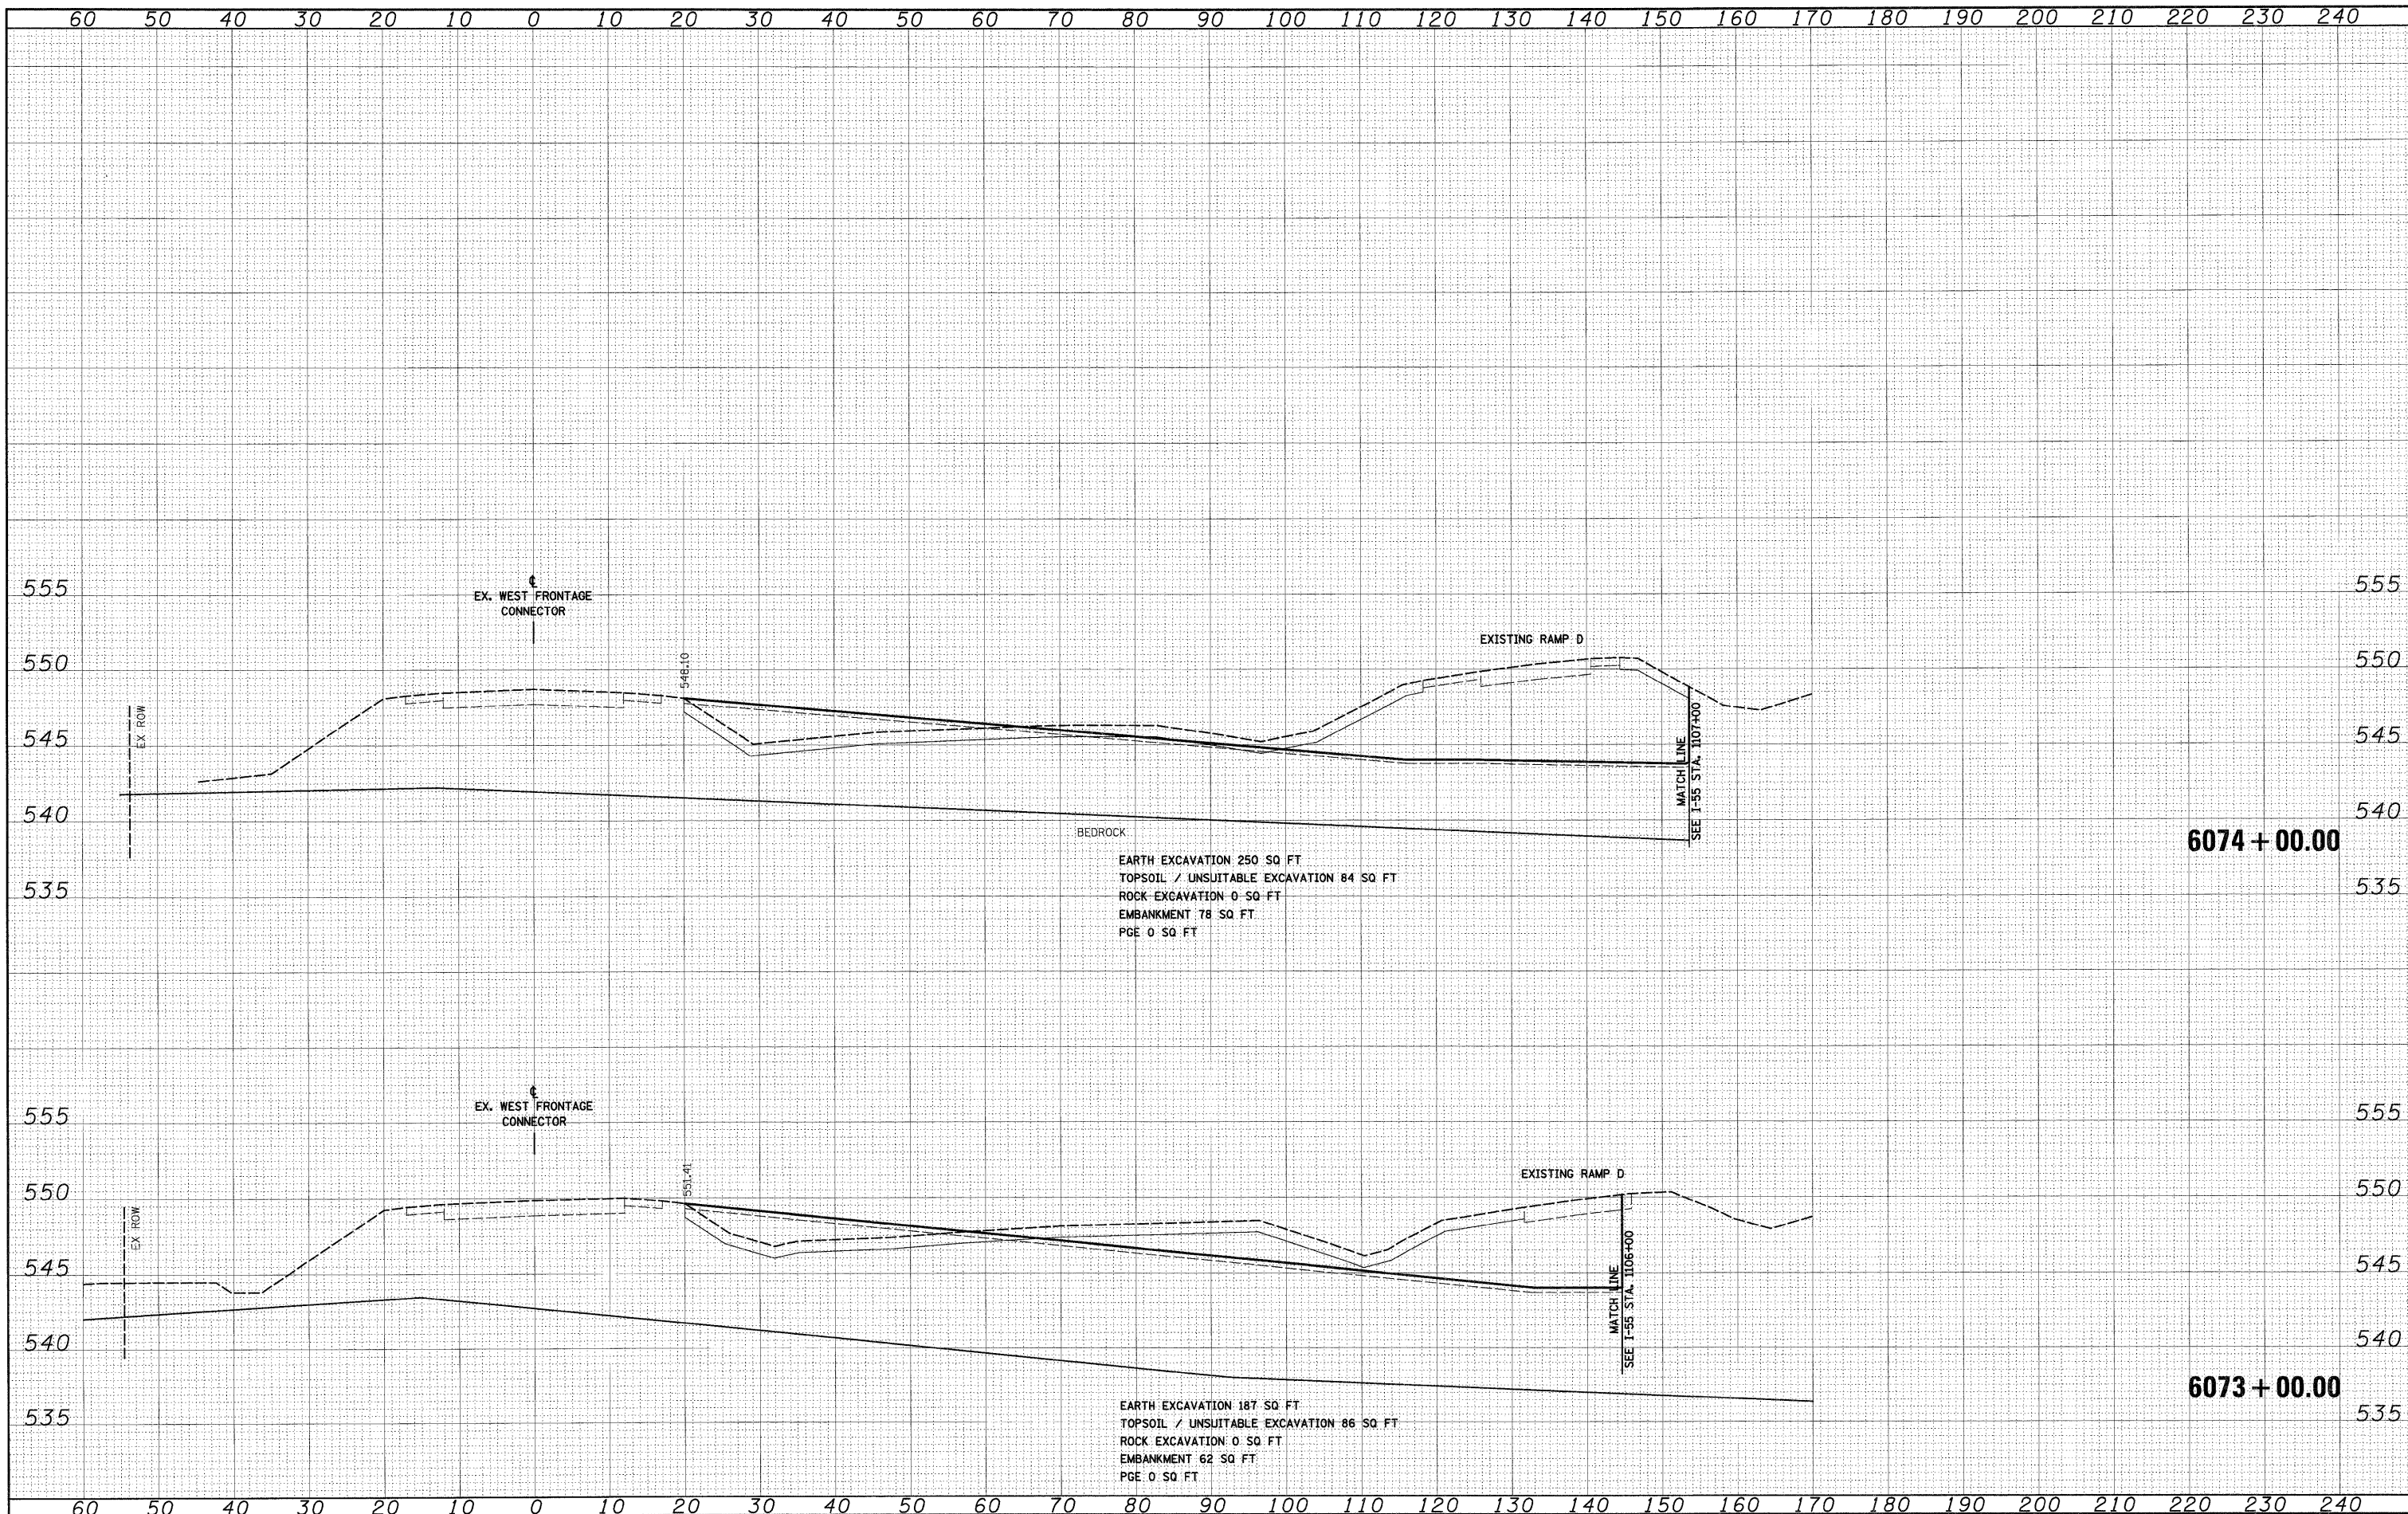 60 50 40 30 20 10 0 10 20 30 40 50 60 70 80 90 100 110 120 130 140 150 160 170 180 190 200 210 220 230 240
555 555
℄
EX. WEST FRONTAGE
CONNECTOR
EXISTING RAMP D
550 550
548.10
EX ROW
545 545
MATCH LINE
SEE I-55 STA. 1107+00
540 540
BEDROCK
6074+00.00
EARTH EXCAVATION 250 SQ FT
TOPSOIL / UNSUITABLE EXCAVATION 84 SQ FT
535 535
ROCK EXCAVATION 0 SQ FT
EMBANKMENT 78 SQ FT
PGE 0 SQ FT
℄
EX. WEST FRONTAGE
CONNECTOR
555 555
EXISTING RAMP D
551.41
550 550
EX ROW
545 545
MATCH LINE
SEE I-55 STA. 1106+00
540 540
6073+00.00
EARTH EXCAVATION 187 SQ FT
TOPSOIL / UNSUITABLE EXCAVATION 86 SQ FT
535 535
ROCK EXCAVATION 0 SQ FT
EMBANKMENT 62 SQ FT
PGE 0 SQ FT
60 50 40 30 20 10 0 10 20 30 40 50 60 70 80 90 100 110 120 130 140 150 160 170 180 190 200 210 220 230 240